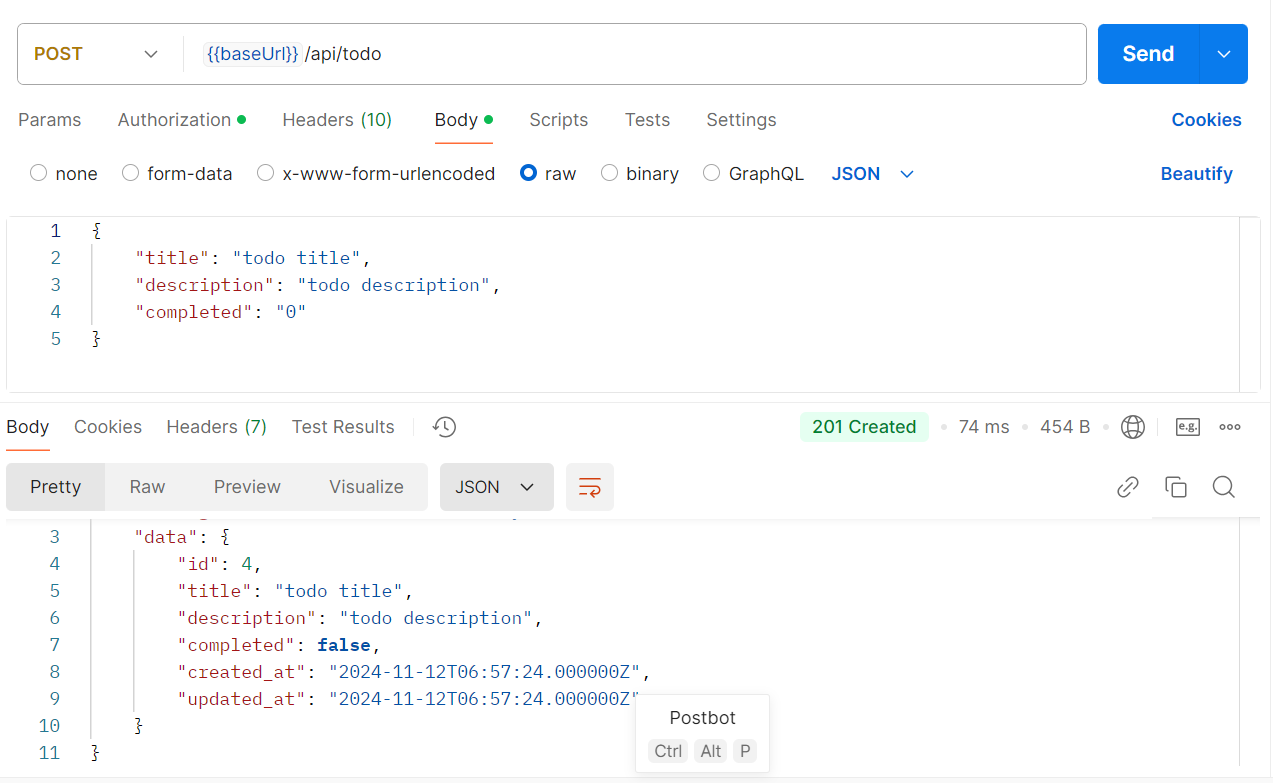 POST {{baseUrl}} /api/todo Send
Params Authorization Headers (10) Body Scripts Tests Settings Cookies
none form-data x-www-form-urlencoded raw binary GraphQL JSON Beautify
1 {
2 "title": "todo title",
3 "description": "todo description",
4 "completed": "0"
5 }
Body Cookies Headers (7) Test Results 201 Created 74 ms 454 B e.g.
Pretty Raw Preview Visualize JSON
3 "data": {
4 "id": 4,
5 "title": "todo title",
6 "description": "todo description",
7 "completed": false,
8 "created_at": "2024-11-12T06:57:24.000000Z",
9 "updated_at": "2024-11-12T06:57:24.000000Z"
10 }
11 }
Postbot
Ctrl Alt P